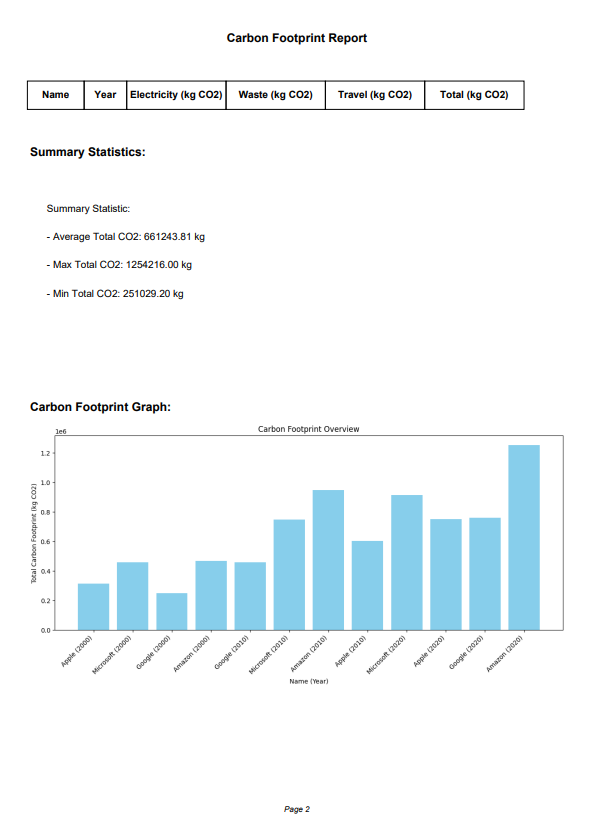 Carbon Footprint Report
Name Year Electricity (kg CO2) Waste (kg CO2) Travel (kg CO2) Total (kg CO2)
Summary Statistics:
Summary Statistic:
- Average Total CO2: 661243.81 kg
- Max Total CO2: 1254216.00 kg
- Min Total CO2: 251029.20 kg
Carbon Footprint Graph:
Carbon Footprint Overview
1e6
1.2
1.0
0.8
0.6
0.4
0.2
0.0
Total Carbon Footprint (kg CO2)
Apple (2000)
Microsoft (2000)
Google (2000)
Amazon (2000)
Google (2010)
Microsoft (2010)
Amazon (2010)
Apple (2010)
Microsoft (2020)
Apple (2020)
Google (2020)
Amazon (2020)
Name (Year)
Page 2